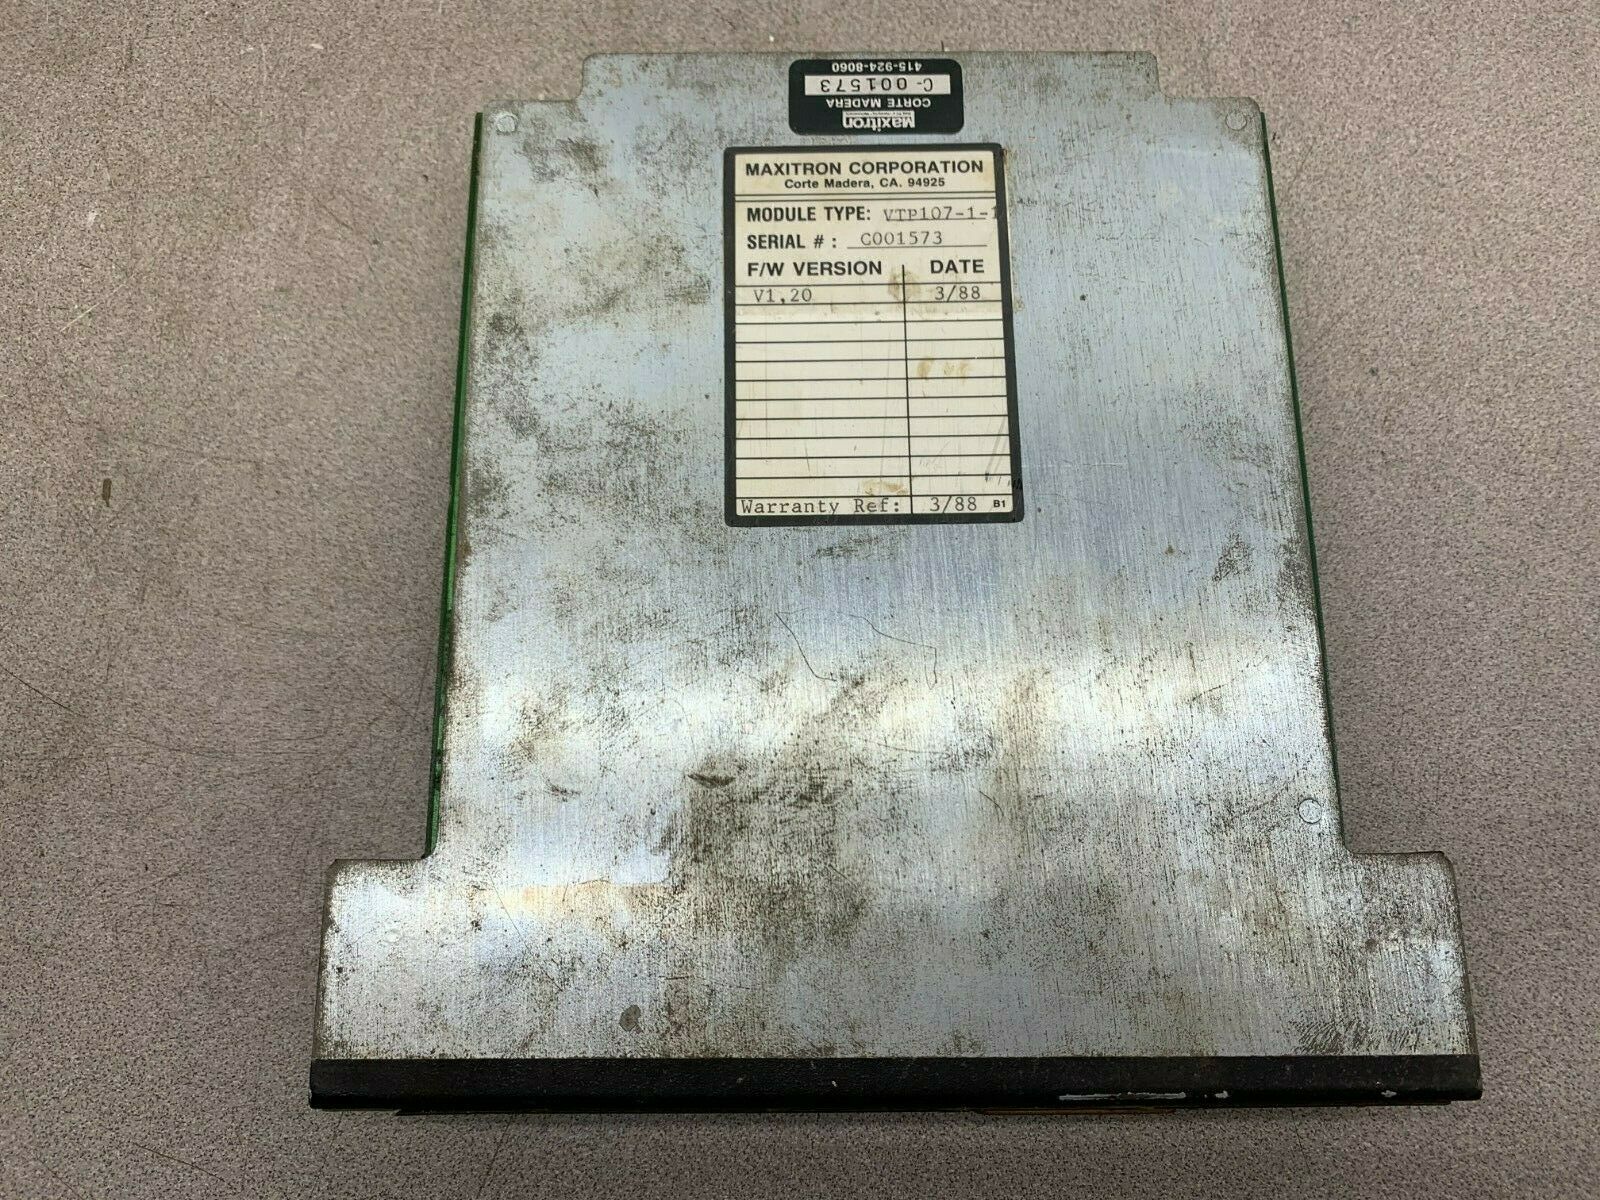 415-924-8060
C-001573
CORTE MADERA
Maxitron
MAXITRON CORPORATION
Corte Madera, CA. 94925
MODULE TYPE: VTP107-1-1
SERIAL # : C001573
F/W VERSION DATE
V1,20 3/88
Warranty Ref: 3/88 B1